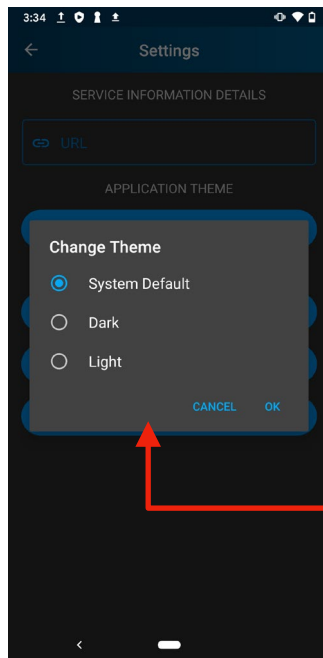 3:34
Settings
SERVICE INFORMATION DETAILS
URL
APPLICATION THEME
Change Theme
System Default
Dark
Light
CANCEL OK